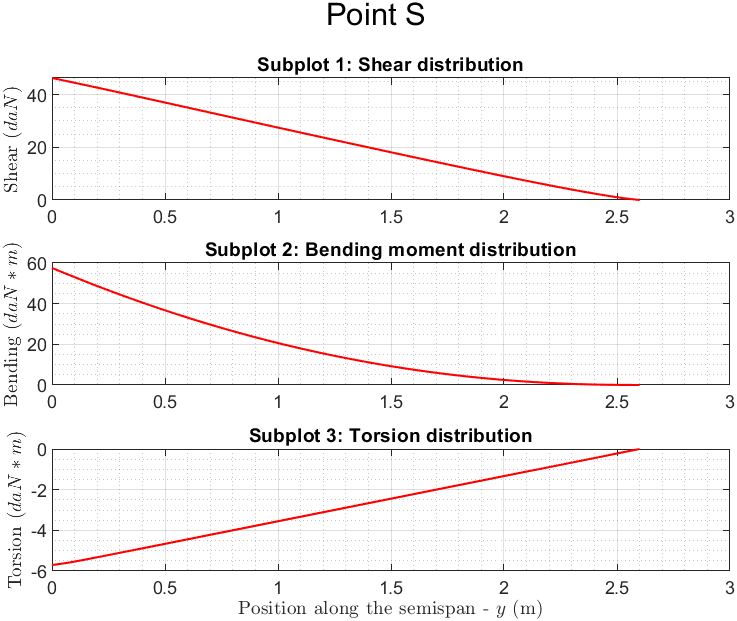 Point S
Subplot 1: Shear distribution
Shear (daN)
40
20
0
0 0.5 1 1.5 2 2.5 3
Subplot 2: Bending moment distribution
Bending (daN * m)
60
40
20
0
0 0.5 1 1.5 2 2.5 3
Subplot 3: Torsion distribution
Torsion (daN * m)
0
-2
-4
-6
0 0.5 1 1.5 2 2.5 3
Position along the semispan - y (m)